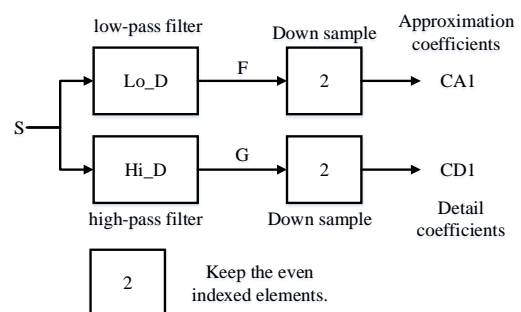 low-pass filter
Down sample
Approximation
coefficients
Lo_D
F
2
CA1
S
Hi_D
G
2
CD1
high-pass filter
Down sample
Detail
coefficients
2
Keep the even
indexed elements.